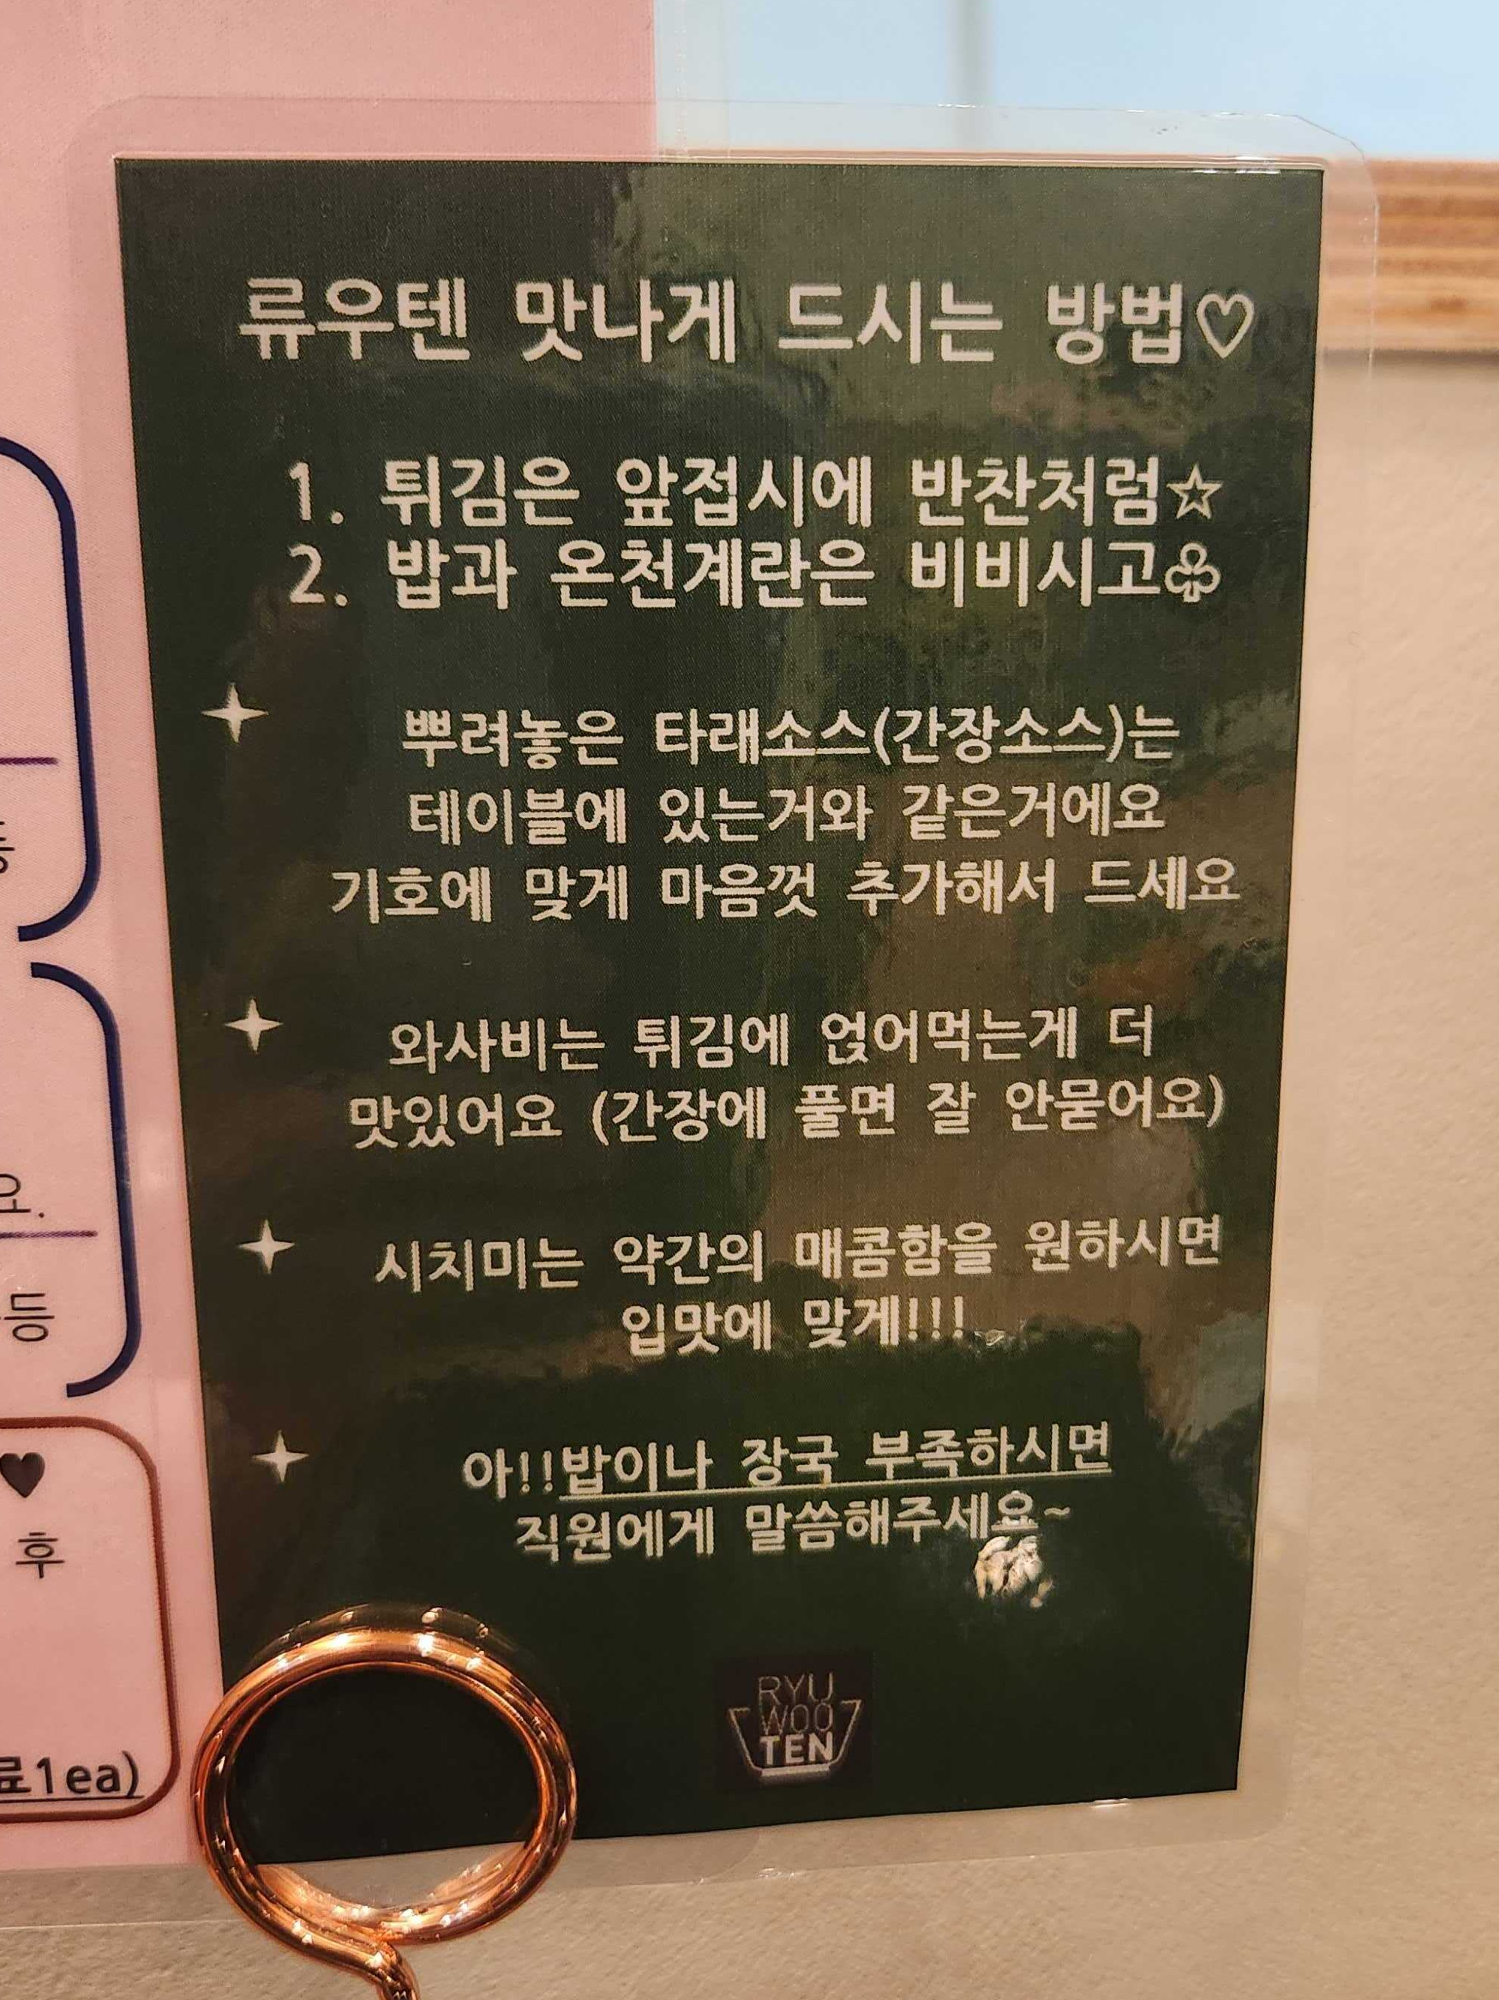 류우텐 맛나게 드시는 방법♡
1. 튀김은 앞접시에 반찬처럼☆
2. 밥과 온천계란은 비비시고♧
뿌려놓은 타래소스(간장소스)는
테이블에 있는거와 같은거에요
기호에 맞게 마음껏 추가해서 드세요
와사비는 튀김에 얹어먹는게 더
맛있어요 (간장에 풀면 잘 안묻어요)
시치미는 약간의 매콤함을 원하시면
입맛에 맞게!!!
아!!밥이나 장국 부족하시면
직원에게 말씀해주세요~
RYU
WOO
TEN
♥
후
료1ea)